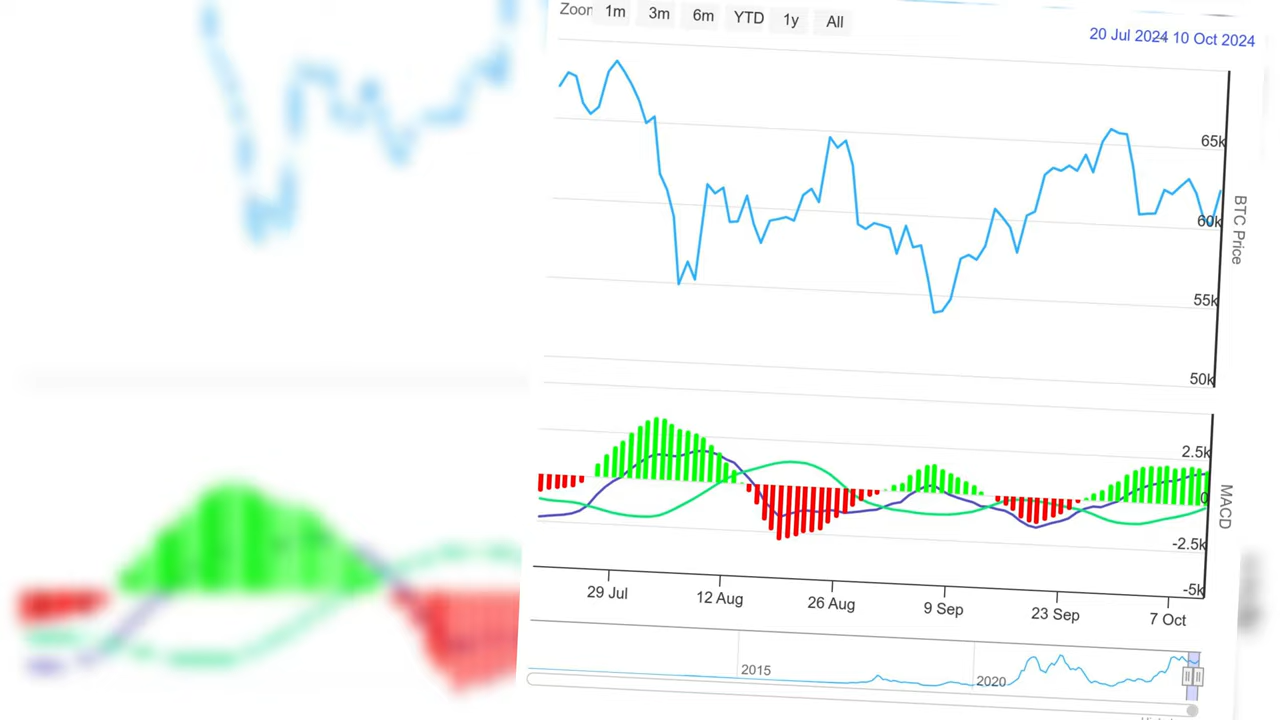 Zoom 1m 3m 6m YTD 1y All
20 Jul 2024 10 Oct 2024
65k
60k
55k
50k
BTC Price
2.5k
0
-2.5k
-5k
MACD
29 Jul 12 Aug 26 Aug 9 Sep 23 Sep 7 Oct
2015 2020